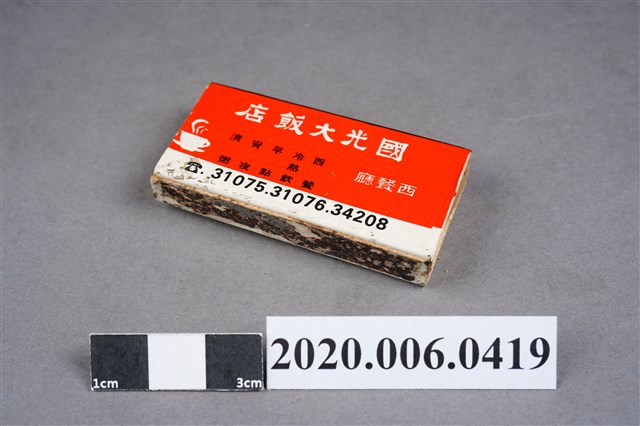 國光大飯店
西餐廳
西餐
冷熱飲
早點
宵夜
清粥
☎.31075.31076.34208
1cm 3cm
2020.006.0419